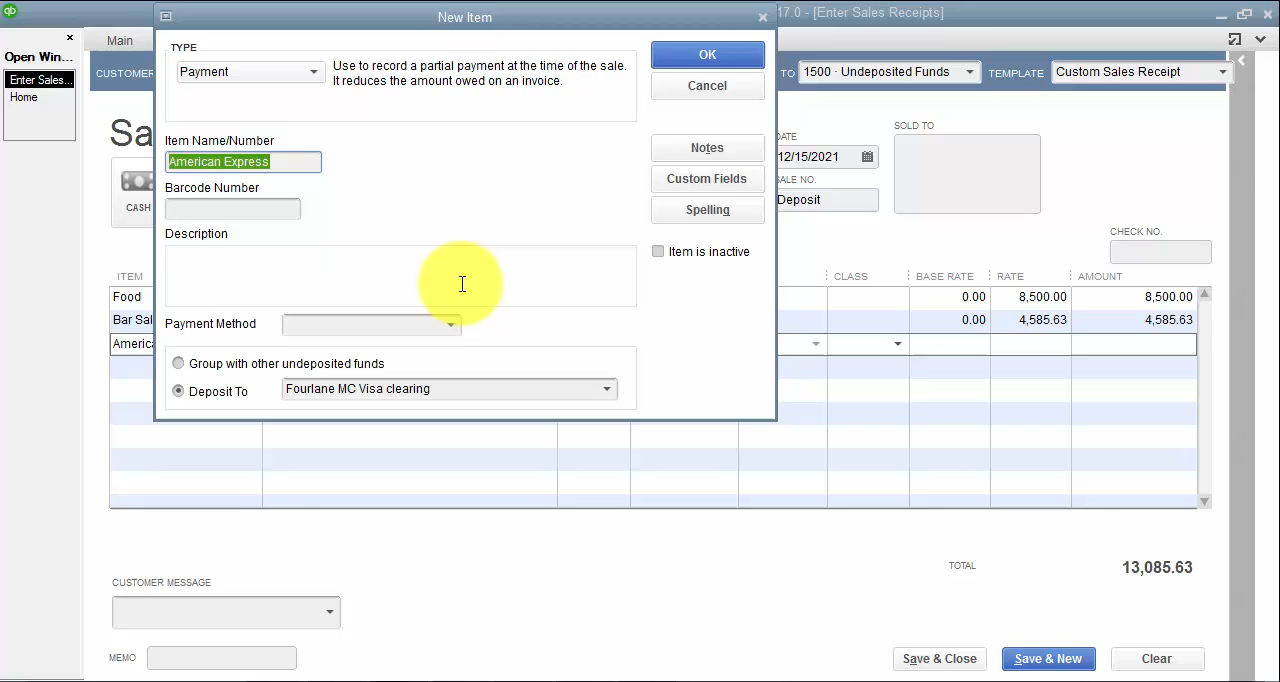 qb
New Item
17.0 - [Enter Sales Receipts]
Open Win...
Enter Sales...
Home
Main
CUSTOMER
TO
1500 · Undeposited Funds
TEMPLATE
Custom Sales Receipt
TYPE
Payment
Use to record a partial payment at the time of the sale.
It reduces the amount owed on an invoice.
OK
Cancel
Notes
Custom Fields
Spelling
Item is inactive
Item Name/Number
American Express
Barcode Number
Description
Payment Method
Group with other undeposited funds
Deposit To
Fourlane MC Visa clearing
Sa
CASH
DATE
12/15/2021
SALE NO.
Deposit
SOLD TO
CHECK NO.
ITEM
CLASS
BASE RATE
RATE
AMOUNT
Food
0.00
8,500.00
8,500.00
Bar Sal
0.00
4,585.63
4,585.63
America
TOTAL
13,085.63
CUSTOMER MESSAGE
MEMO
Save & Close
Save & New
Clear